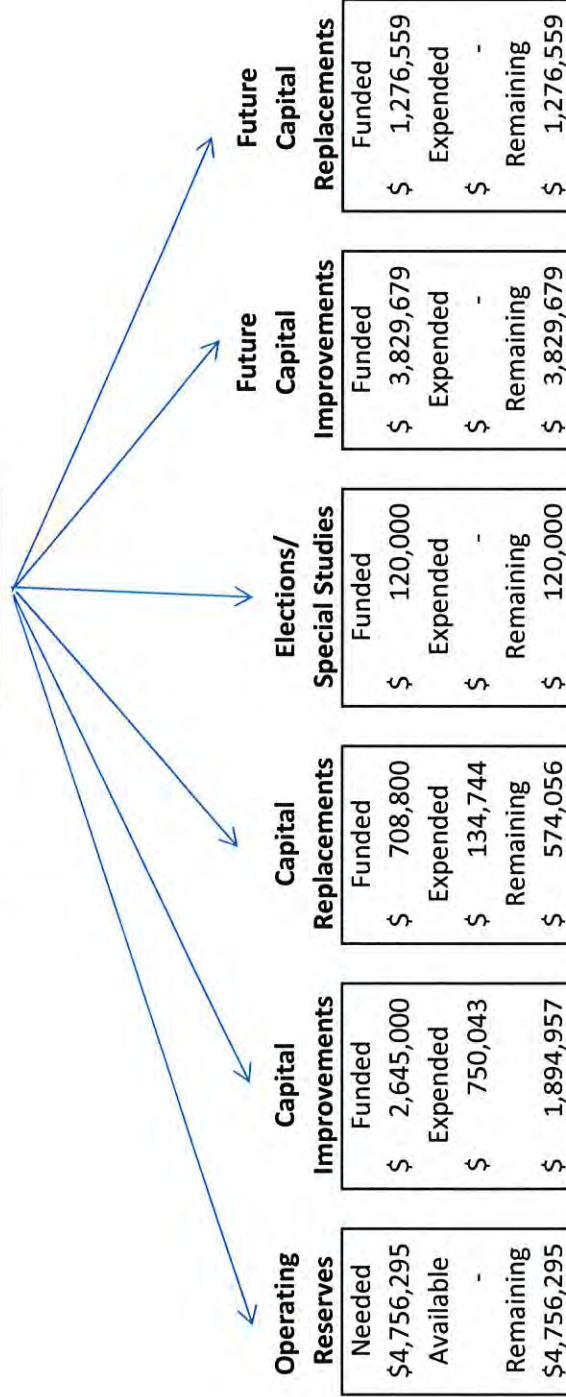 Operating
Reserves
Needed
$4,756,295
Available
-
Remaining
$4,756,295
Capital
Improvements
Funded
$ 2,645,000
Expended
$ 750,043
$ 1,894,957
Capital
Replacements
Funded
$ 708,800
Expended
$ 134,744
Remaining
$ 574,056
Elections/
Special Studies
Funded
$ 120,000
Expended
$ -
Remaining
$ 120,000
Future
Capital
Improvements
Funded
$ 3,829,679
Expended
$ -
Remaining
$ 3,829,679
Future
Capital
Replacements
Funded
$ 1,276,559
Expended
$ -
Remaining
$ 1,276,559